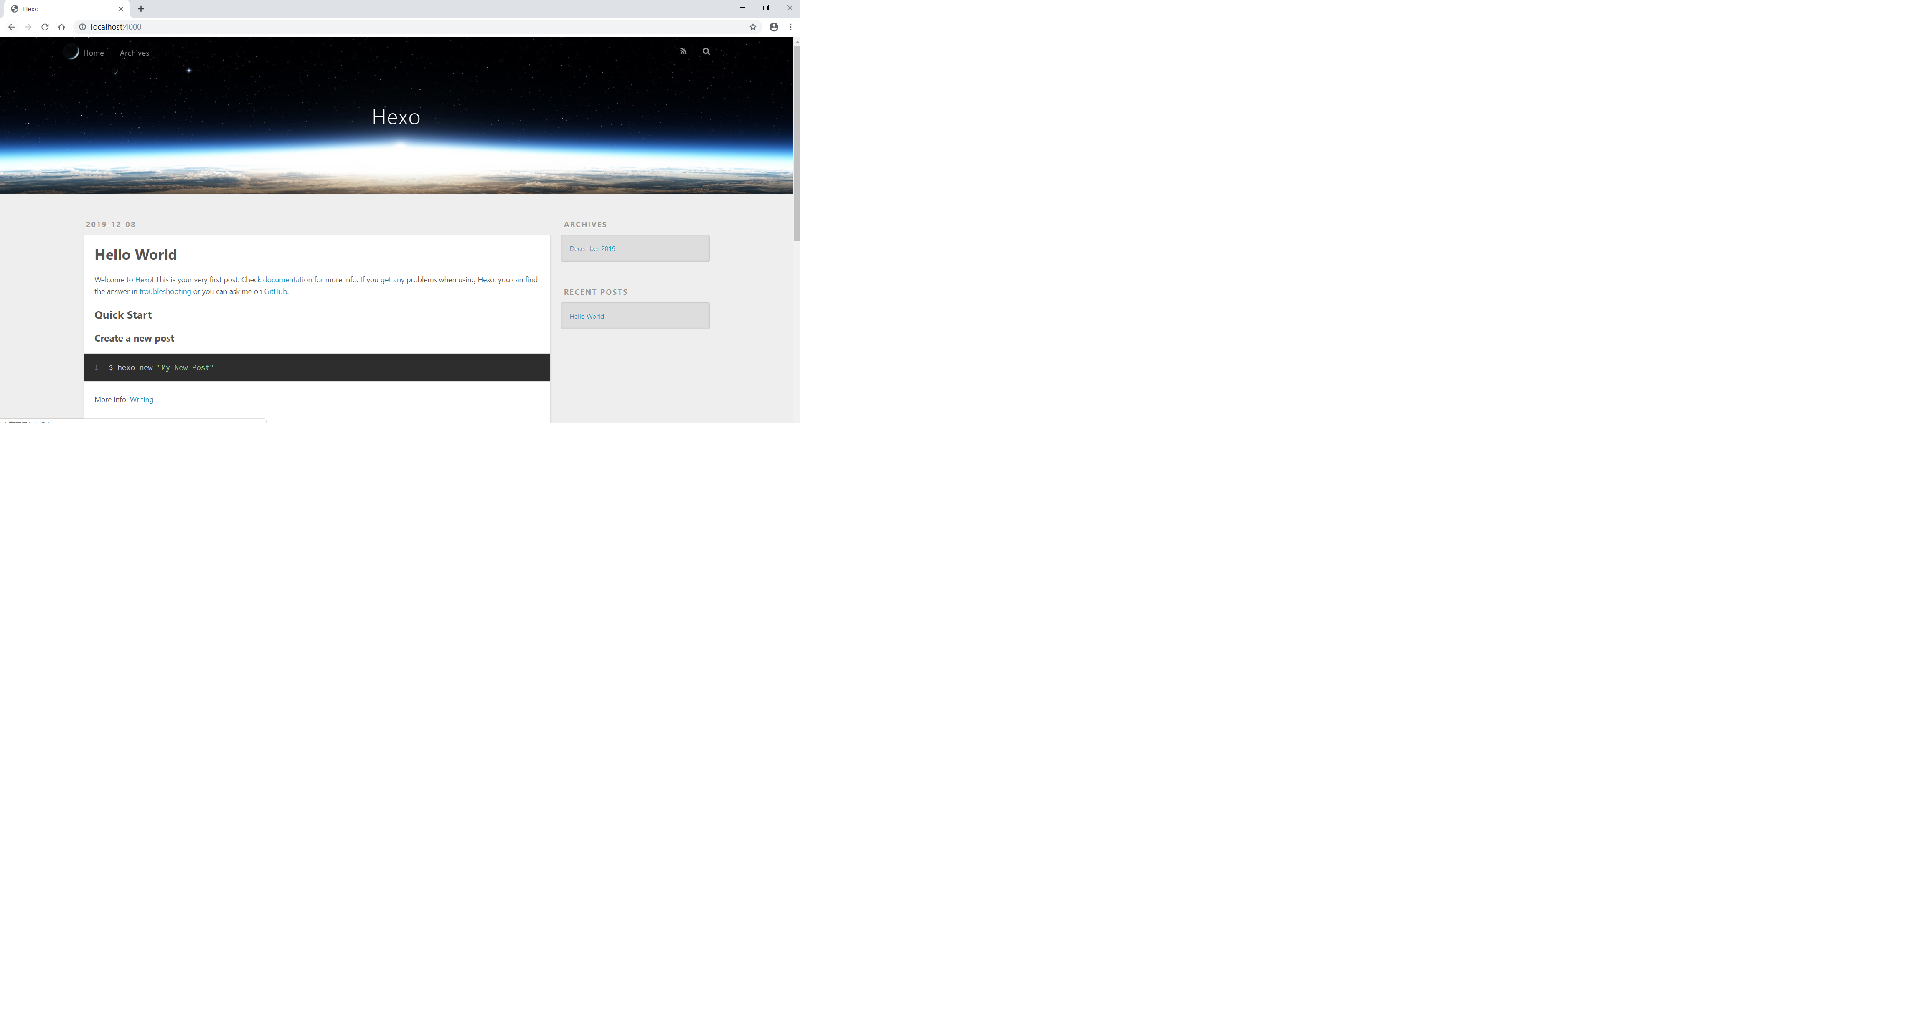 Hexo
localhost:4000
Home Archives
Hexo
2019-12-08
Hello World
Welcome to Hexo! This is your very first post. Check documentation for more info. If you get any problems when using Hexo, you can find
the answer in troubleshooting or you can ask me on GitHub.
Quick Start
Create a new post
1 $ hexo new "My New Post"
More info: Writing
ARCHIVES
December 2019
RECENT POSTS
Hello World